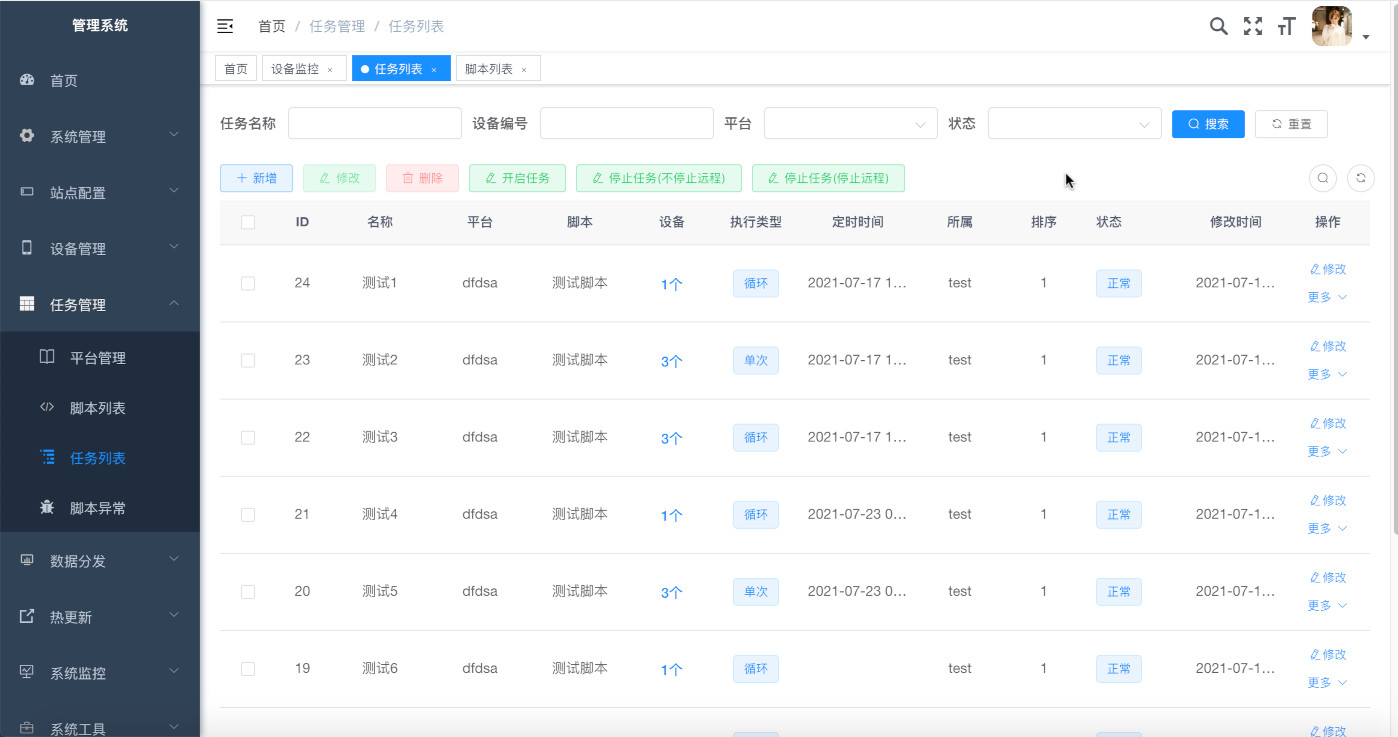 管理系统
首页
系统管理
站点配置
设备管理
任务管理
平台管理
脚本列表
任务列表
脚本异常
数据分发
热更新
系统监控
系统工具
首页 / 任务管理 / 任务列表
首页 设备监控 × 任务列表 × 脚本列表 ×
任务名称 设备编号 平台 状态 搜索 重置
新增 修改 删除 开启任务 停止任务(不停止远程) 停止任务(停止远程)
ID 名称 平台 脚本 设备 执行类型 定时时间 所属 排序 状态 修改时间 操作
24 测试1 dfdsa 测试脚本 1个 循环 2021-07-17 1... test 1 正常 2021-07-1... 修改
更多
23 测试2 dfdsa 测试脚本 3个 单次 2021-07-17 1... test 1 正常 2021-07-1... 修改
更多
22 测试3 dfdsa 测试脚本 3个 循环 2021-07-17 1... test 1 正常 2021-07-1... 修改
更多
21 测试4 dfdsa 测试脚本 1个 循环 2021-07-23 0... test 1 正常 2021-07-1... 修改
更多
20 测试5 dfdsa 测试脚本 3个 单次 2021-07-23 0... test 1 正常 2021-07-1... 修改
更多
19 测试6 dfdsa 测试脚本 1个 循环 test 1 正常 2021-07-1... 修改
更多
修改